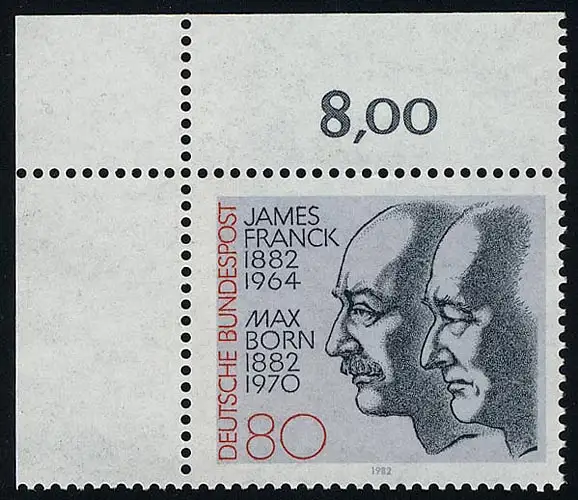 8,00
DEUTSCHE BUNDESPOST
JAMES
FRANCK
1882
1964
MAX
BORN
1882
1970
80
1982